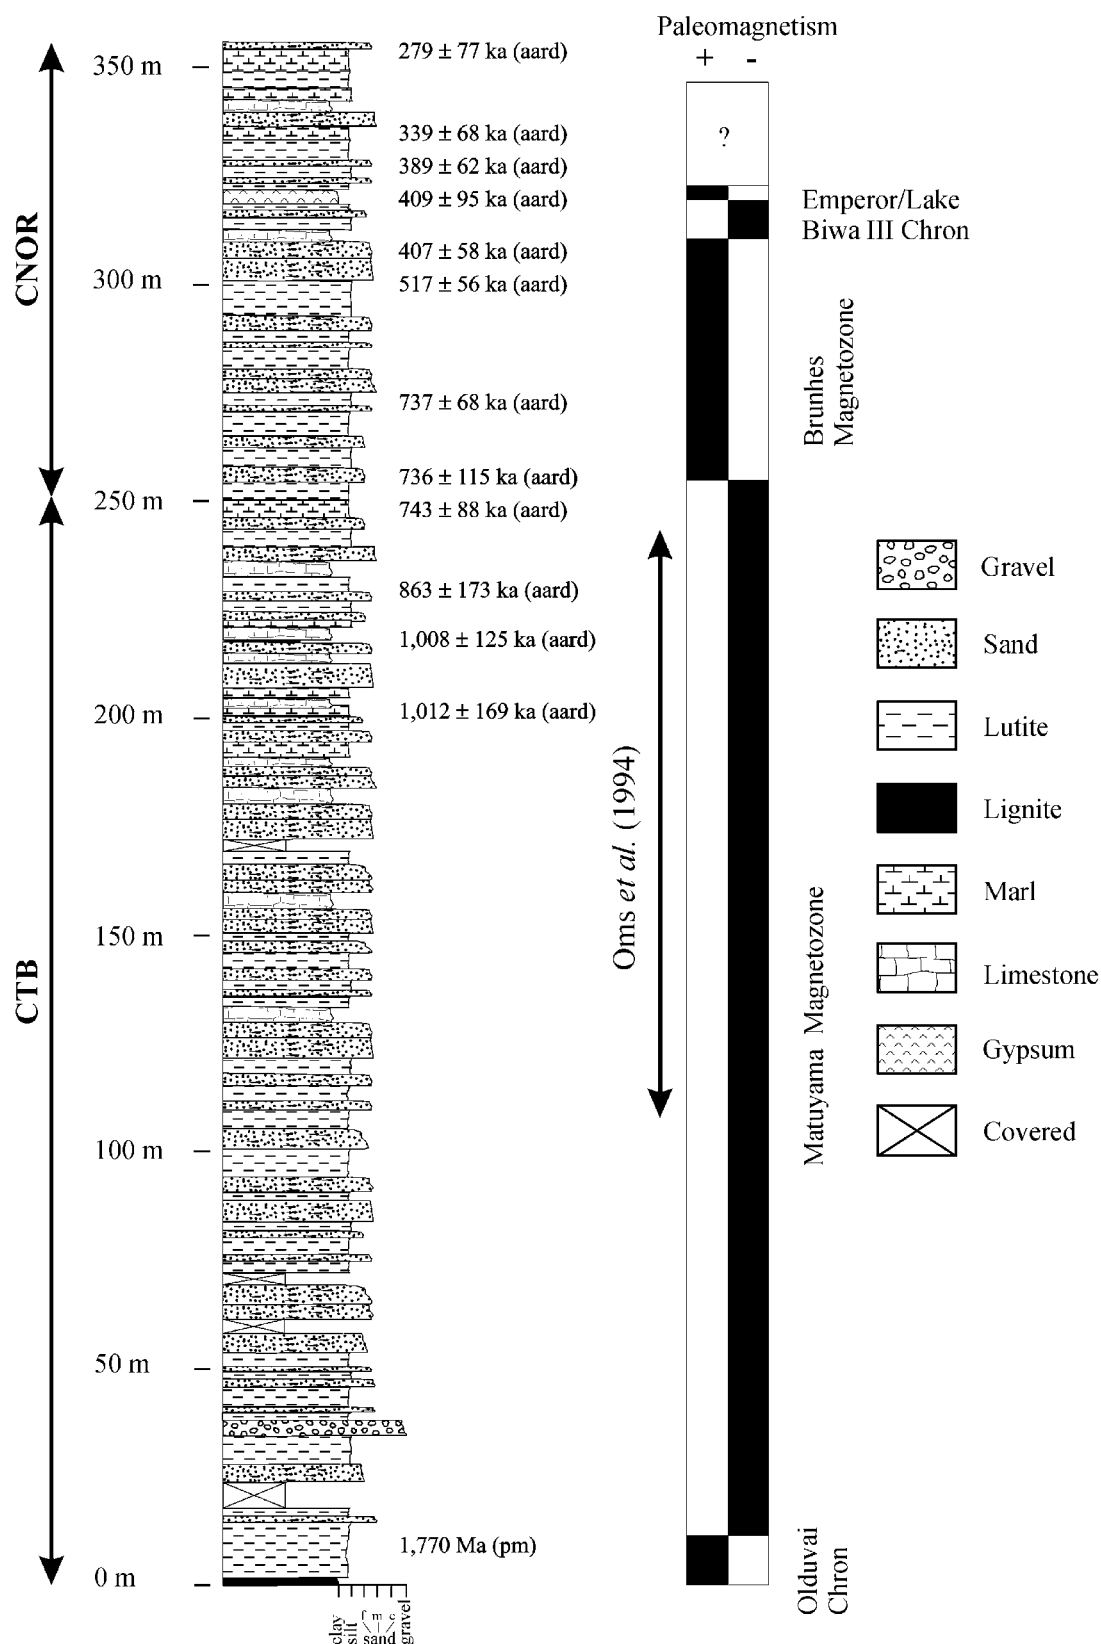 Paleomagnetism
+ -
350 m
300 m
250 m
200 m
150 m
100 m
50 m
0 m
CNOR
CTB
279 ± 77 ka (aard)
339 ± 68 ka (aard)
389 ± 62 ka (aard)
409 ± 95 ka (aard)
407 ± 58 ka (aard)
517 ± 56 ka (aard)
737 ± 68 ka (aard)
736 ± 115 ka (aard)
743 ± 88 ka (aard)
863 ± 173 ka (aard)
1,008 ± 125 ka (aard)
1,012 ± 169 ka (aard)
1,770 Ma (pm)
clay
silt
f m c
sand
gravel
Oms et al. (1994)
?
Emperor/Lake
Biwa III Chron
Brunhes
Magnetozone
Matuyama Magnetozone
Olduvai
Chron
Gravel
Sand
Lutite
Lignite
Marl
Limestone
Gypsum
Covered